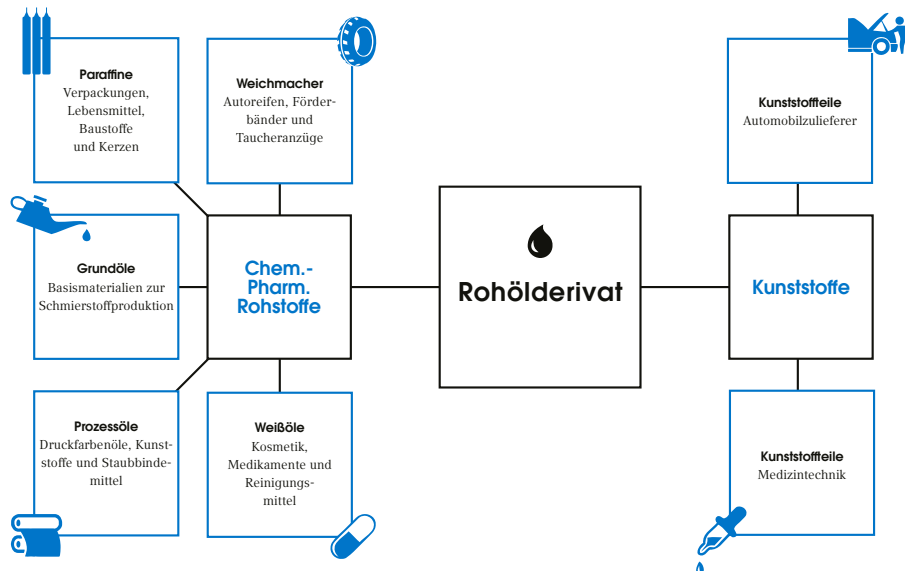 Paraffine
Verpackungen,
Lebensmittel,
Baustoffe
und Kerzen
Weichmacher
Autoreifen, Förder-
bänder und
Taucheranzüge
Kunststoffteile
Automobilzulieferer
Grundöle
Basismaterialien zur
Schmierstoffproduktion
Chem.-
Pharm.
Rohstoffe
Rohölderivat
Kunststoffe
Prozessöle
Druckfarbenöle, Kunst-
stoffe und Staubbinde-
mittel
Weißöle
Kosmetik,
Medikamente und
Reinigungs-
mittel
Kunststoffteile
Medizintechnik